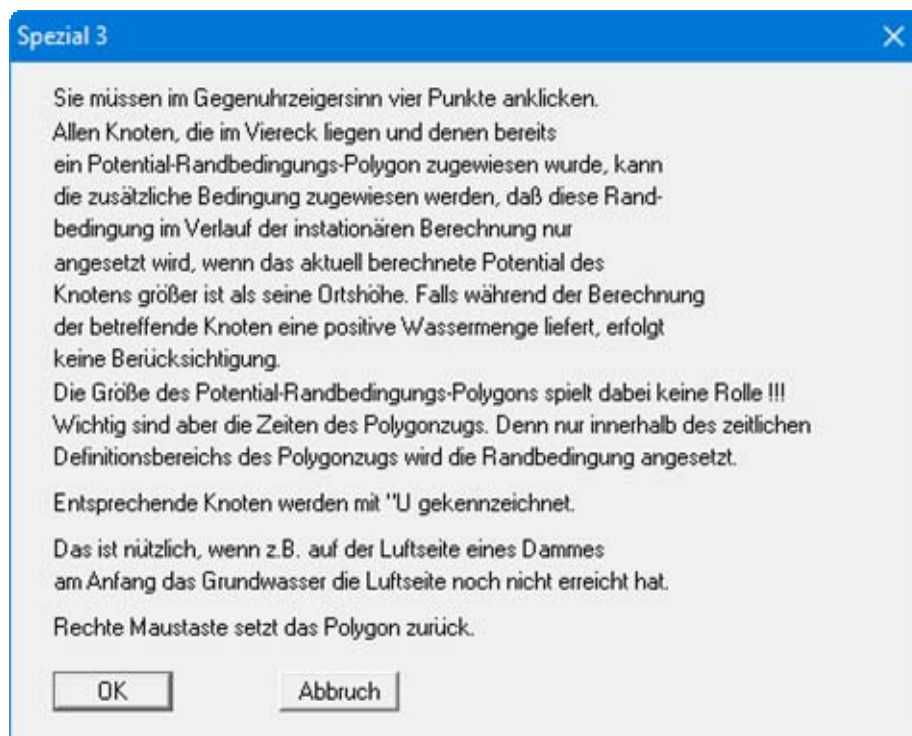 Spezial 3
Sie müssen im Gegenuhrzeigersinn vier Punkte anklicken.
Allen Knoten, die im Viereck liegen und denen bereits
ein Potential-Randbedingungs-Polygon zugewiesen wurde, kann
die zusätzliche Bedingung zugewiesen werden, daß diese Rand-
bedingung im Verlauf der instationären Berechnung nur
angesetzt wird, wenn das aktuell berechnete Potential des
Knotens größer ist als seine Ortshöhe. Falls während der Berechnung
der betreffende Knoten eine positive Wassermenge liefert, erfolgt
keine Berücksichtigung.
Die Größe des Potential-Randbedingungs-Polygons spielt dabei keine Rolle !!!
Wichtig sind aber die Zeiten des Polygonzugs. Denn nur innerhalb des zeitlichen
Definitionsbereichs des Polygonzugs wird die Randbedingung angesetzt.
Entsprechende Knoten werden mit "U gekennzeichnet.
Das ist nützlich, wenn z.B. auf der Luftseite eines Dammes
am Anfang das Grundwasser die Luftseite noch nicht erreicht hat.
Rechte Maustaste setzt das Polygon zurück.
OK Abbruch